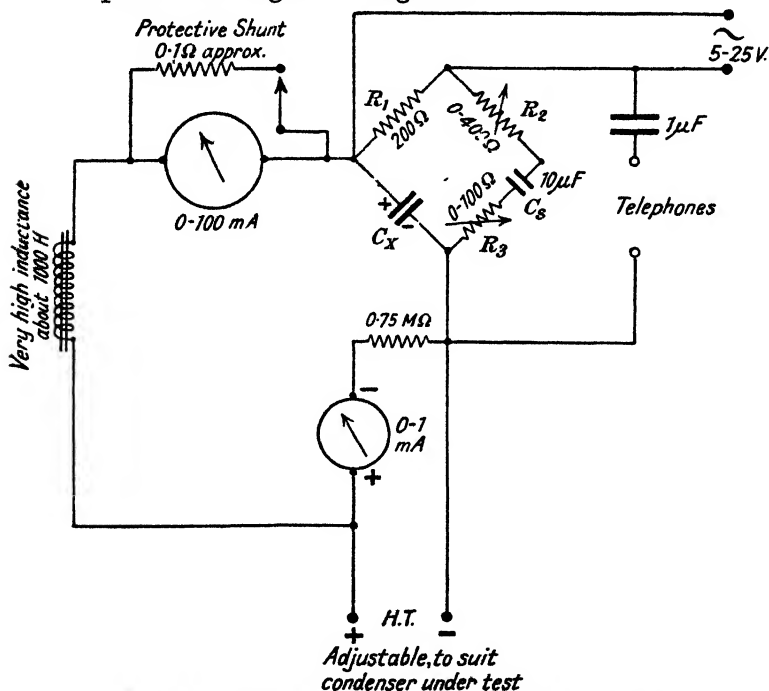 Protective Shunt
0·1Ω approx.
∼
5-25 V.
R₁
200Ω
R₂
0-400Ω
1µF
0-100 mA
+
-
Cₓ
0-100Ω
10µF
Cₛ
R₃
Telephones
Very high inductance
about 1000 H
0·75 MΩ
-
0-1
mA
+
+ H.T. -
Adjustable, to suit
condenser under test